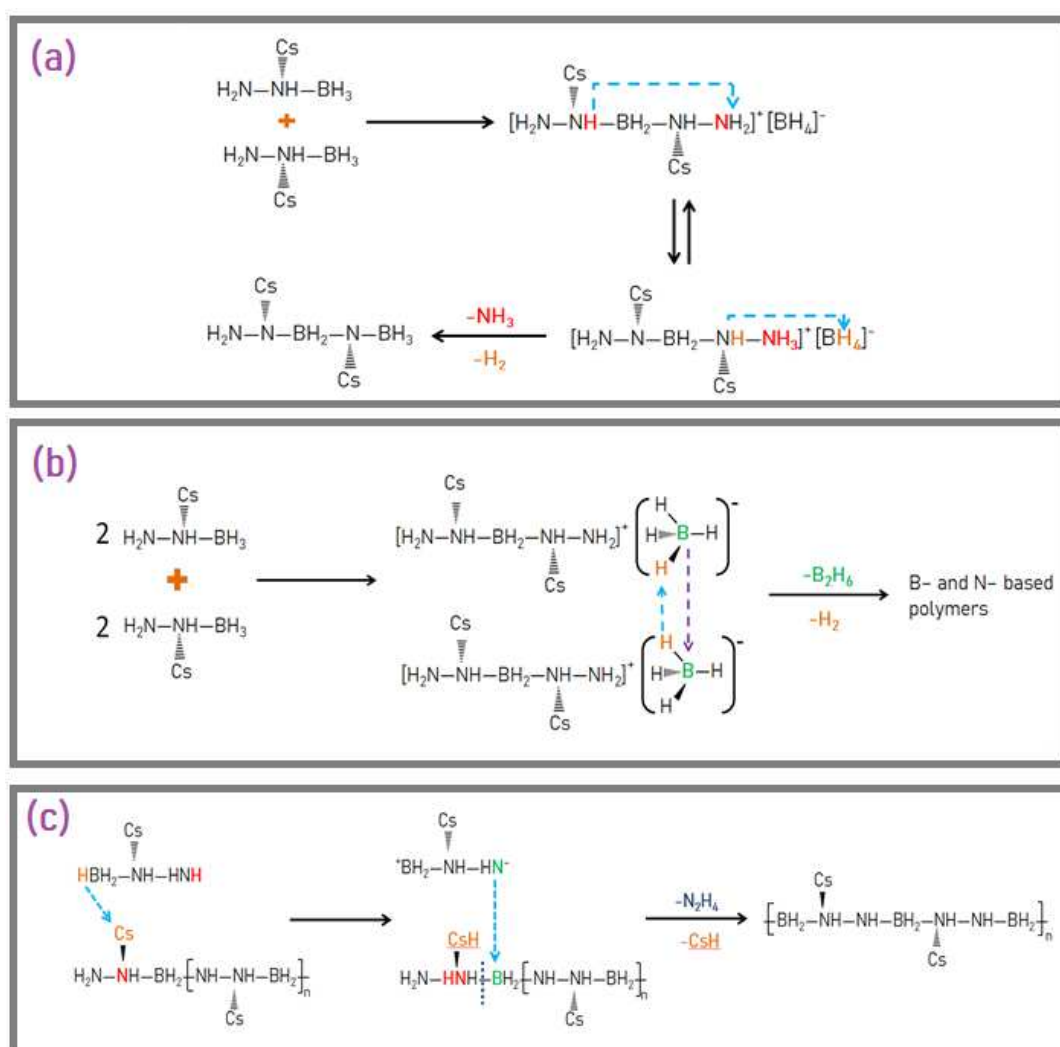 (a)
Cs
H₂N–NH–BH₃
+
H₂N–NH–BH₃
Cs
Cs
[H₂N–NH–BH₂–NH–NH₂]⁺[BH₄]⁻
Cs
Cs
[H₂N–N–BH₂–NH–NH₃]⁺[BH₄]⁻
Cs
–NH₃
–H₂
Cs
H₂N–N–BH₂–N–BH₃
Cs
(b)
Cs
2 H₂N–NH–BH₃
+
2 H₂N–NH–BH₃
Cs
Cs
[H₂N–NH–BH₂–NH–NH₂]⁺
Cs
H
H B H
H
-
Cs
[H₂N–NH–BH₂–NH–NH₂]⁺
Cs
H
H B H
H
-
–B₂H₆
–H₂
B– and N– based
polymers
(c)
Cs
HBH₂–NH–HNH
Cs
H₂N–NH–BH₂[NH–NH–BH₂]n
Cs
Cs
⁺BH₂–NH–HN⁻
CsH
H₂N–HNH–BH₂[NH–NH–BH₂]n
Cs
–N₂H₄
–CsH
Cs
[BH₂–NH–NH–BH₂–NH–NH–BH₂]n
Cs